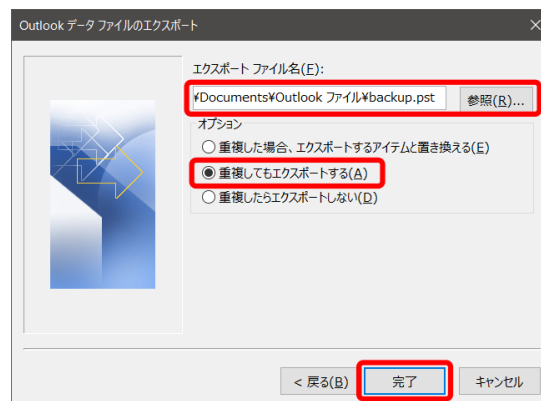 Outlook データ ファイルのエクスポート
エクスポート ファイル名(F):
¥Documents¥Outlook ファイル¥backup.pst
参照(R)...
オプション
重複した場合、エクスポートするアイテムと置き換える(E)
重複してもエクスポートする(A)
重複したらエクスポートしない(D)
< 戻る(B)
完了
キャンセル